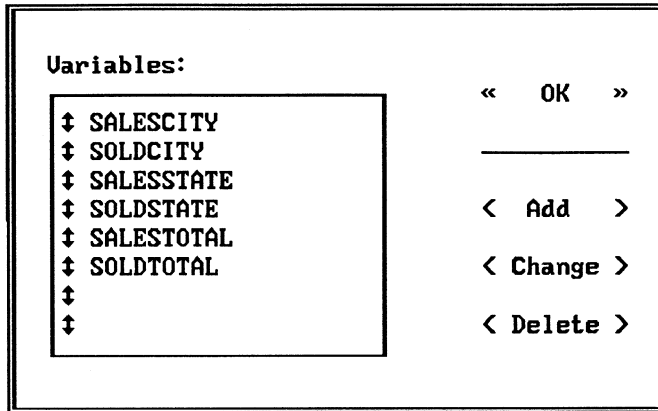 Variables:
↕ SALESCITY
↕ SOLDCITY
↕ SALESSTATE
↕ SOLDSTATE
↕ SALESTOTAL
↕ SOLDTOTAL
↕
↕
« OK »
< Add >
< Change >
< Delete >